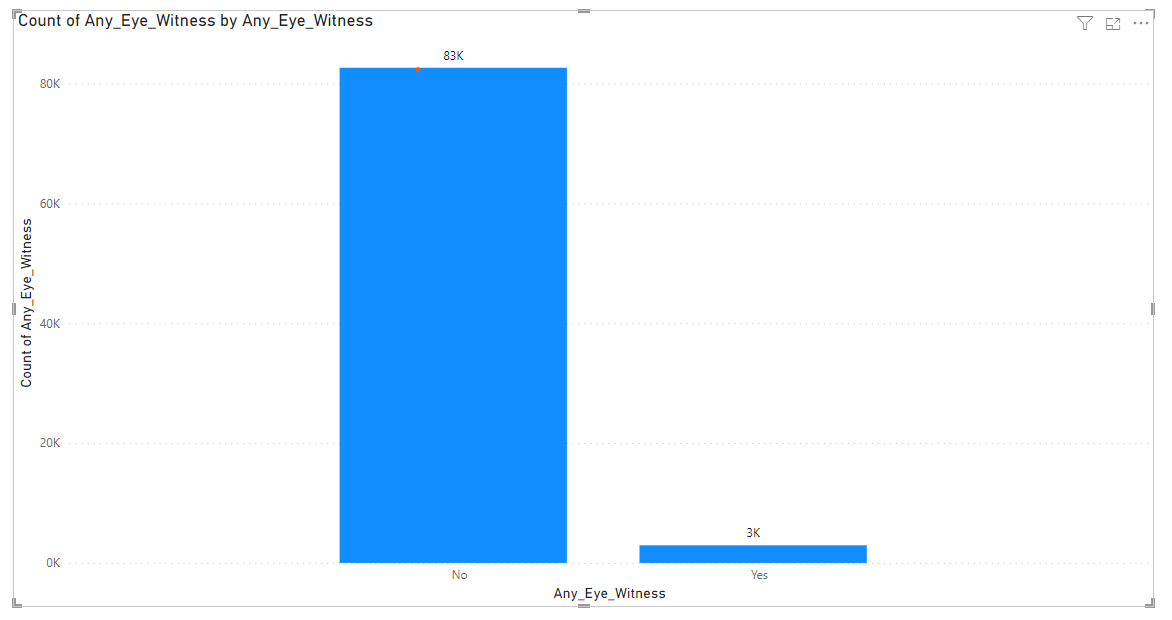 Count of Any_Eye_Witness by Any_Eye_Witness
83K
80K
60K
40K
20K
0K
Count of Any_Eye_Witness
3K
No
Yes
Any_Eye_Witness